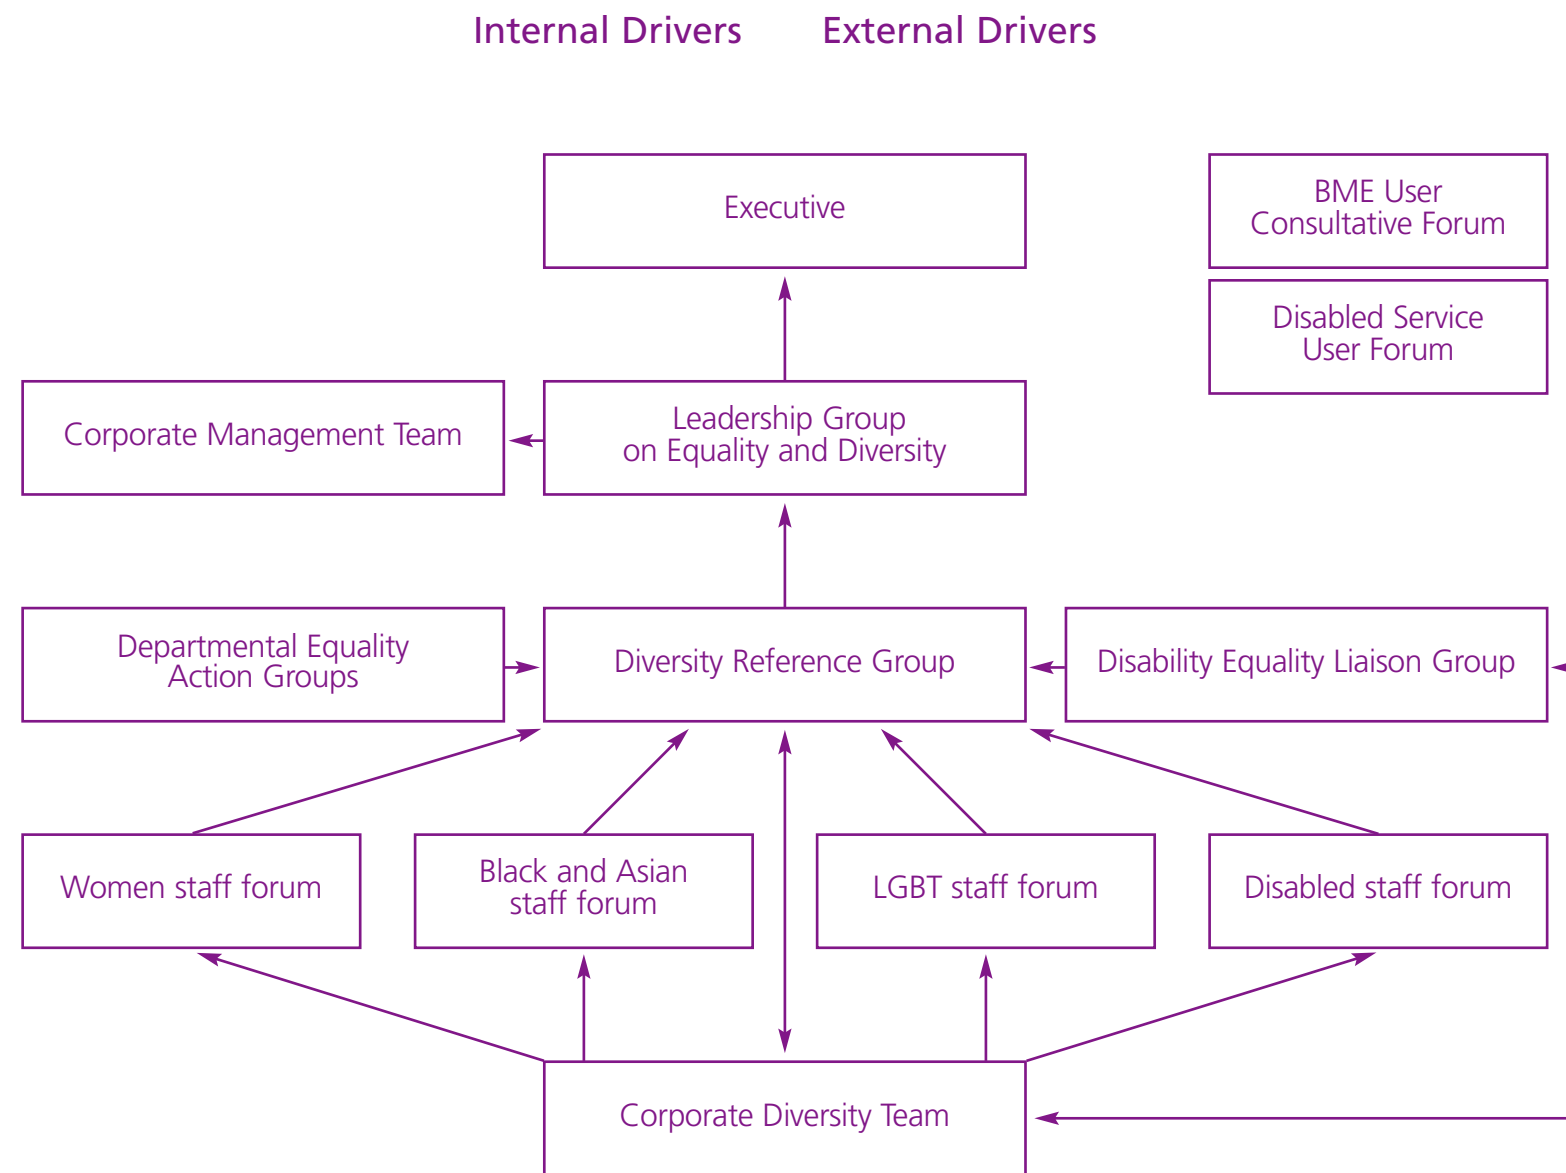 Internal Drivers
External Drivers
Executive
BME User
Consultative Forum
Disabled Service
User Forum
Corporate Management Team
Leadership Group
on Equality and Diversity
Departmental Equality
Action Groups
Diversity Reference Group
Disability Equality Liaison Group
Women staff forum
Black and Asian
staff forum
LGBT staff forum
Disabled staff forum
Corporate Diversity Team